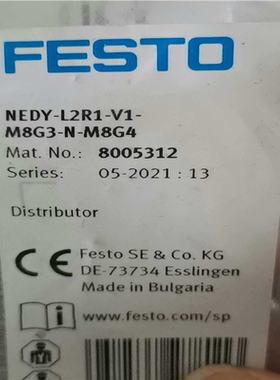 FESTO
NEDY-L2R1-V1-
M8G3-N-M8G4
Mat. No.: 8005312
Series: 05-2021 : 13
Distributor
CE Festo SE & Co. KG
DE-73734 Esslingen
Made in Bulgaria
i www.festo.com/sp